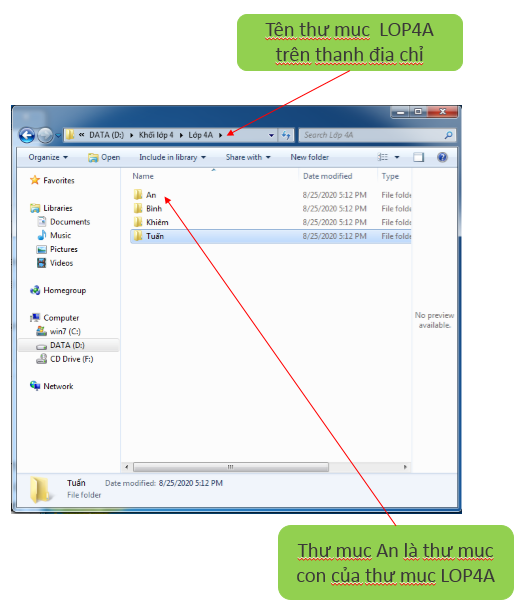 Tên thư mục LOP4A
trên thanh địa chỉ
« DATA (D:) ▸ Khối lớp 4 ▸ Lớp 4A ▸
Search Lớp 4A
Organize ▾ Open Include in library ▾ Share with ▾ New folder
Name Date modified Type
Favorites
Libraries
Documents
Music
Pictures
Videos
Homegroup
Computer
win7 (C:)
DATA (D:)
CD Drive (F:)
Network
An 8/25/2020 5:12 PM File folde
Bình 8/25/2020 5:12 PM File folde
Khiêm 8/25/2020 5:12 PM File folde
Tuấn 8/25/2020 5:12 PM File folde
No preview
available.
Tuấn Date modified: 8/25/2020 5:12 PM
File folder
Thư mục An là thư mục
con của thư mục LOP4A